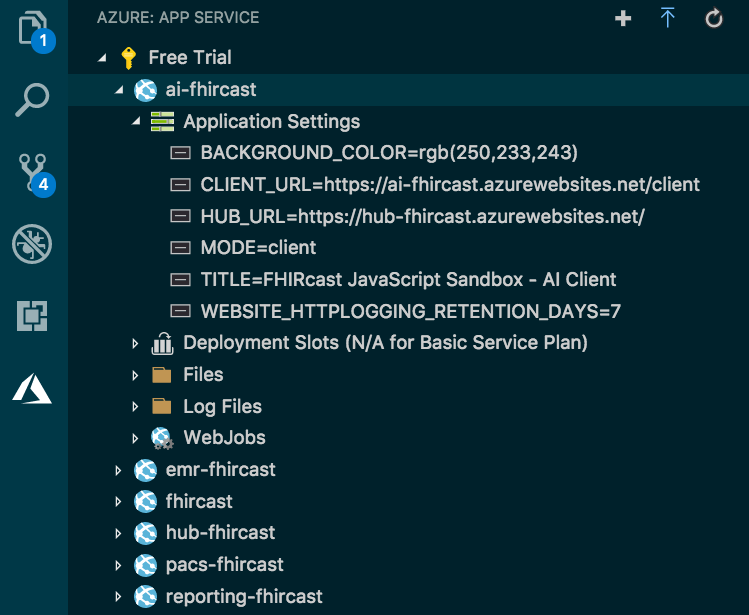 AZURE: APP SERVICE
1
Free Trial
ai-fhircast
Application Settings
BACKGROUND_COLOR=rgb(250,233,243)
CLIENT_URL=https://ai-fhircast.azurewebsites.net/client
4
HUB_URL=https://hub-fhircast.azurewebsites.net/
MODE=client
TITLE=FHIRcast JavaScript Sandbox - AI Client
WEBSITE_HTTPLOGGING_RETENTION_DAYS=7
Deployment Slots (N/A for Basic Service Plan)
Files
Log Files
WebJobs
emr-fhircast
fhircast
hub-fhircast
pacs-fhircast
reporting-fhircast